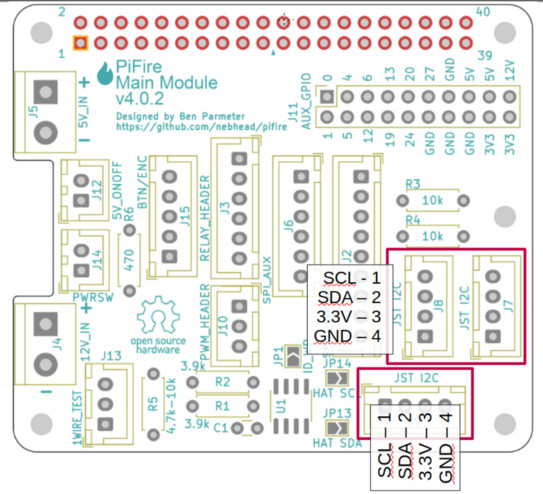 2
40
1
39
PiFire
Main Module
v4.0.2
Designed by Ben Parmeter
https://github.com/nebhead/pifire
J11
AUX_GPIO
0 4 6 13 20 27 GND 5V 5V 12V
1 5 12 19 24 GND GND GND 3V3 3V3
+
J5
5V_IN
−
J12
5V_ONOFF
J14
PWRSW
R6
470
BTN/ENC
J15
RELAY_HEADER
J3
SPI_AUX
J6
J2
R3
10k
R4
10k
JST I2C
J8
JST I2C
J7
SCL – 1
SDA – 2
3.3V – 3
GND – 4
+
J4
12V_IN
−
open source
hardware
PWM_HEADER
J10
J13
1WIRE_TEST
R5
4.7k-10k
3.9k
R2
R1
3.9k
C1
U1
JP1
JP14
HAT SCL
JP13
HAT SDA
JST I2C
SCL – 1
SDA – 2
3.3V – 3
GND – 4